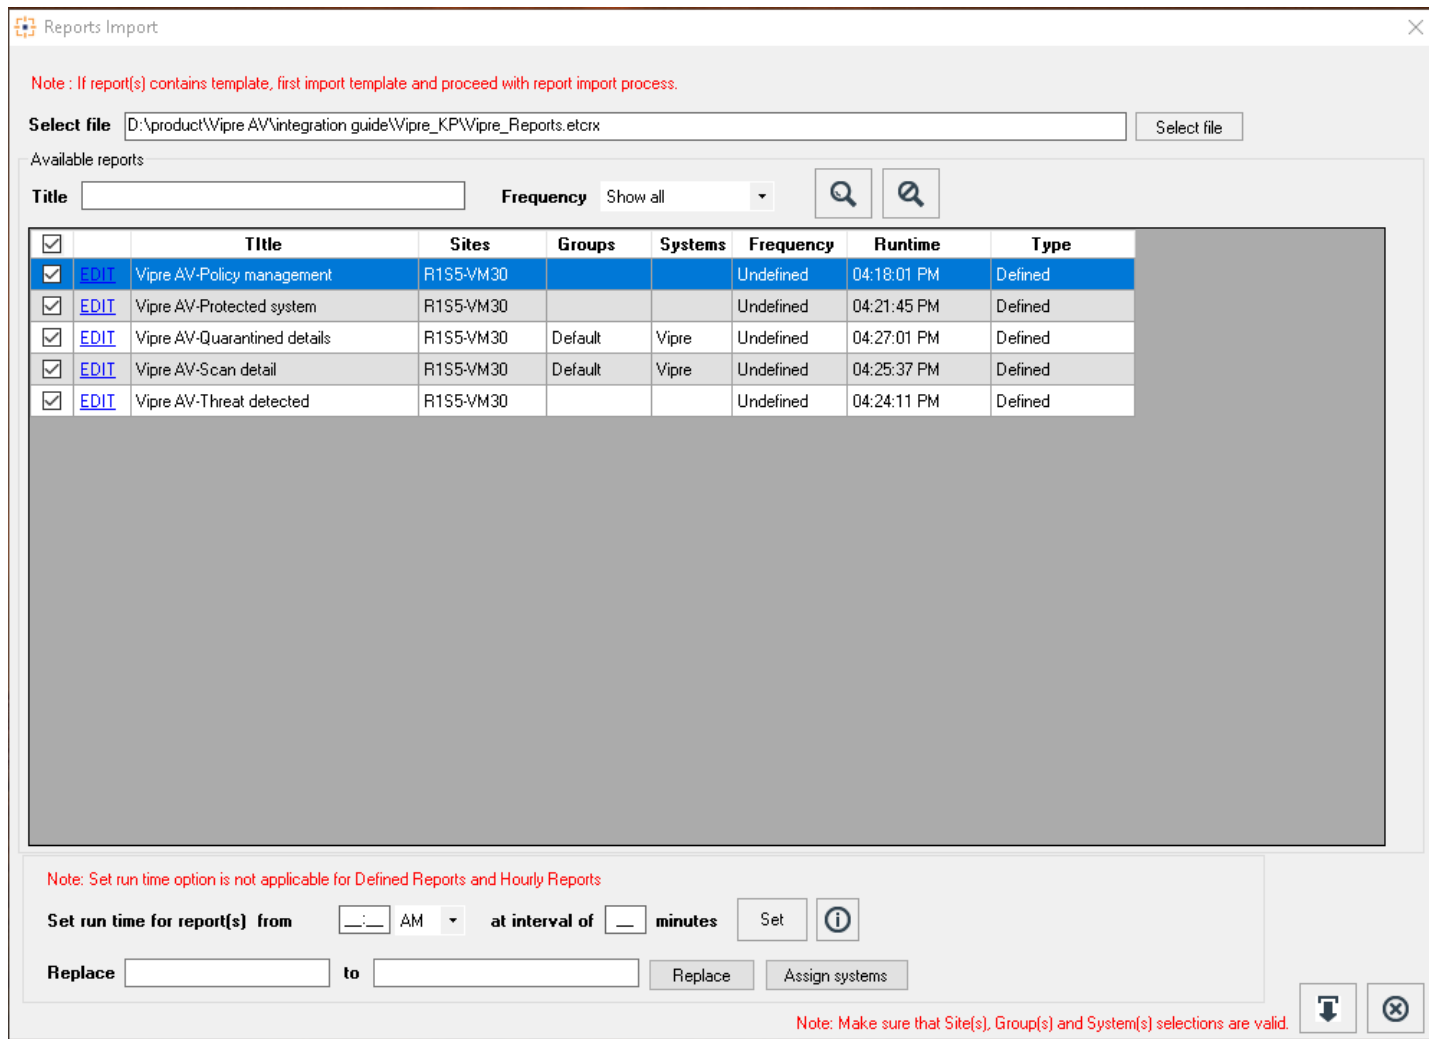 Reports Import
Note : If report(s) contains template, first import template and proceed with report import process.
Select file D:\product\Vipre AV\integration guide\Vipre_KP\Vipre_Reports.etcrx Select file
Available reports
Title Frequency Show all
TItle Sites Groups Systems Frequency Runtime Type
EDIT Vipre AV-Policy management R1S5-VM30 Undefined 04:18:01 PM Defined
EDIT Vipre AV-Protected system R1S5-VM30 Undefined 04:21:45 PM Defined
EDIT Vipre AV-Quarantined details R1S5-VM30 Default Vipre Undefined 04:27:01 PM Defined
EDIT Vipre AV-Scan detail R1S5-VM30 Default Vipre Undefined 04:25:37 PM Defined
EDIT Vipre AV-Threat detected R1S5-VM30 Undefined 04:24:11 PM Defined
Note: Set run time option is not applicable for Defined Reports and Hourly Reports
Set run time for report(s) from __:__ AM at interval of __ minutes Set
Replace to Replace Assign systems
Note: Make sure that Site(s), Group(s) and System(s) selections are valid.